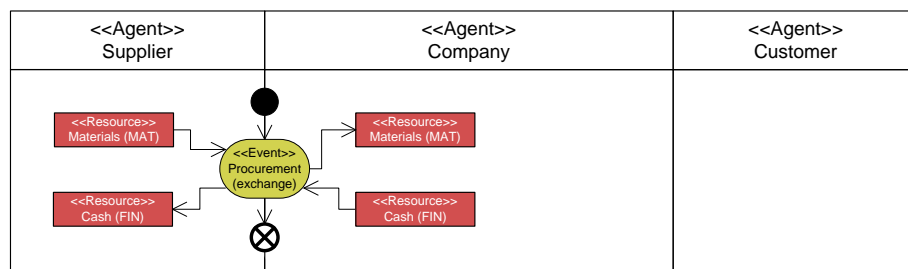 <<Agent>>
Supplier
<<Agent>>
Company
<<Agent>>
Customer
<<Resource>>
Materials (MAT)
<<Resource>>
Materials (MAT)
<<Event>>
Procurement
(exchange)
<<Resource>>
Cash (FIN)
<<Resource>>
Cash (FIN)